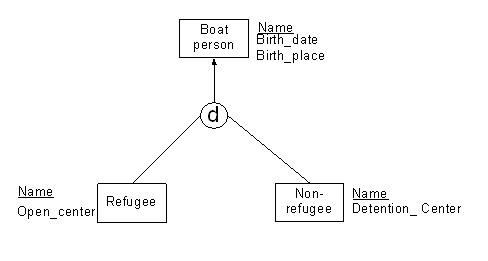 Boat
person
Name
Birth_date
Birth_place
d
Name
Open_center
Refugee
Non-
refugee
Name
Detention_ Center